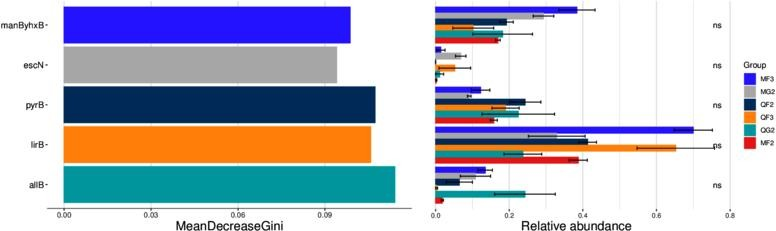 manByhxB
escN
pyrB
lirB
allB
0.00 0.03 0.06 0.09
MeanDecreaseGini
ns
ns
ns
ns
ns
0.0 0.2 0.4 0.6 0.8
Relative abundance
Group
MF3
MG2
QF2
QF3
QG2
MF2